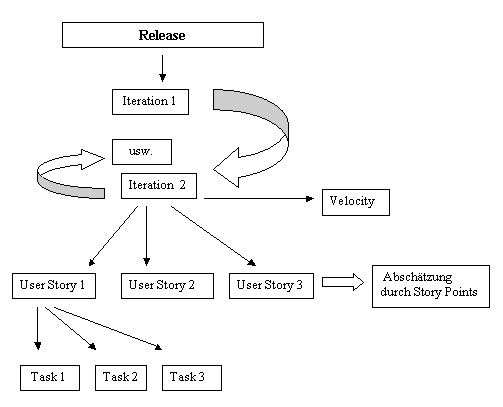 Release
Iteration 1
usw.
Iteration 2
Velocity
User Story 1
User Story 2
User Story 3
Abschätzung
durch Story Points
Task 1
Task 2
Task 3